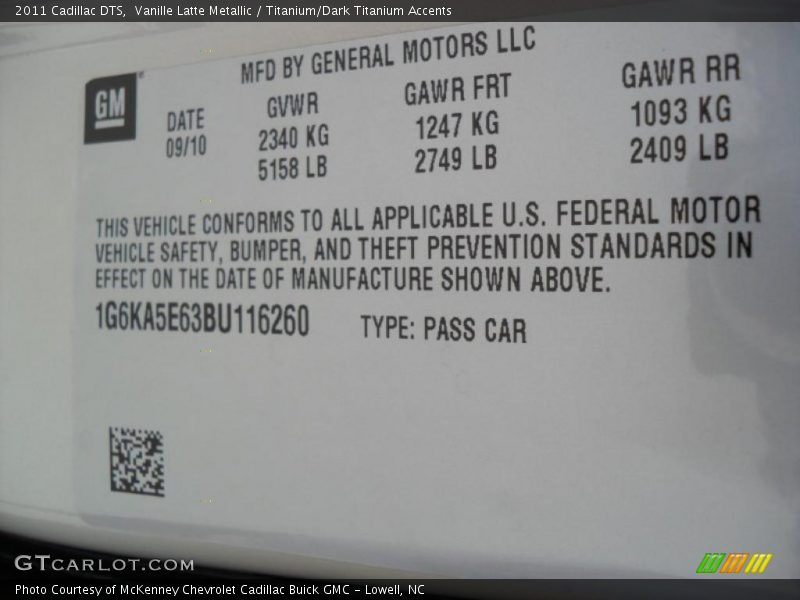 2011 Cadillac DTS,  Vanille Latte Metallic / Titanium/Dark Titanium Accents
MFD BY GENERAL MOTORS LLC
GM
DATE GVWR GAWR FRT GAWR RR
09/10 2340 KG 1247 KG 1093 KG
5158 LB 2749 LB 2409 LB
THIS VEHICLE CONFORMS TO ALL APPLICABLE U.S. FEDERAL MOTOR
VEHICLE SAFETY, BUMPER, AND THEFT PREVENTION STANDARDS IN
EFFECT ON THE DATE OF MANUFACTURE SHOWN ABOVE.
1G6KA5E63BU116260 TYPE: PASS CAR
GTCARLOT.COM
Photo Courtesy of McKenney Chevrolet Cadillac Buick GMC - Lowell, NC